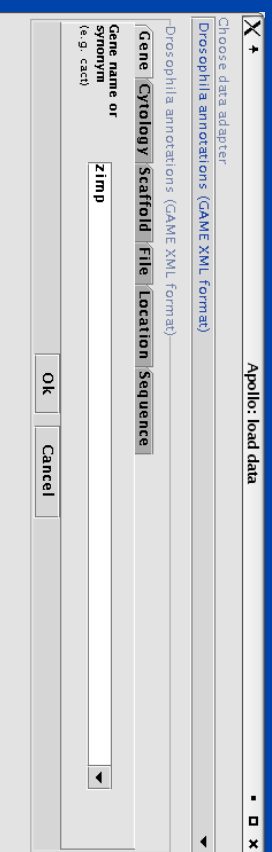 Apollo: load data
Choose data adapter
Drosophila annotations (GAME XML format)
Drosophila annotations (GAME XML format)
Gene Cytology Scaffold File Location Sequence
Gene name or
synonym
(e.g. cact)
zimp
Ok Cancel